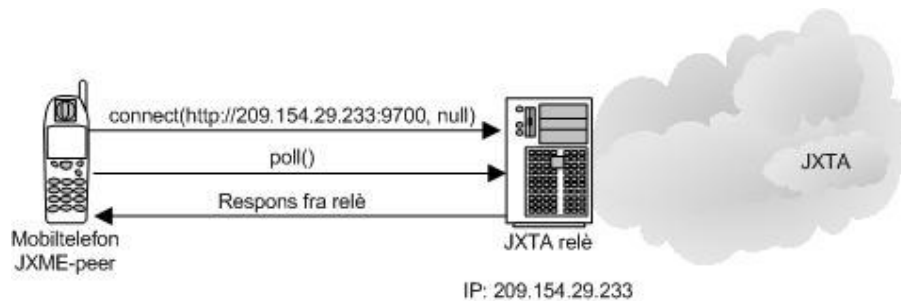 connect(http://209.154.29.233:9700, null)
poll()
Respons fra relè
Mobiltelefon
JXME-peer
JXTA relè
JXTA
IP: 209.154.29.233